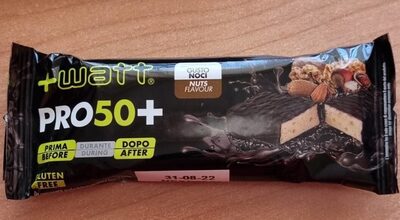 +WATT®
GUSTO
NOCI
NUTS
FLAVOUR
PRO50+
PRIMA
BEFORE
DURANTE
DURING
DOPO
AFTER
GLUTEN
FREE
31-08-22